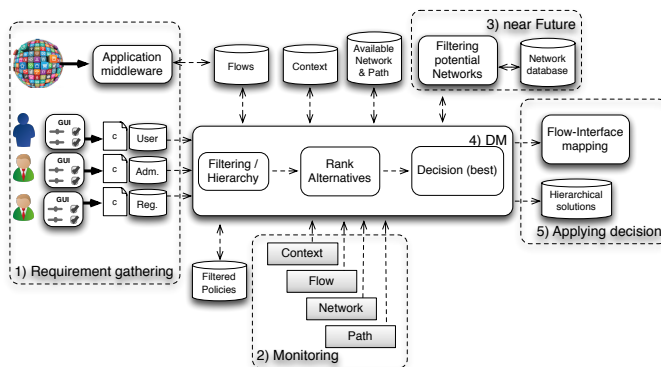 3) near Future
Application
middleware
Flows
Context
Available
Network
& Path
Filtering
potential
Networks
Network
database
GUI
c
User
GUI
c
Adm.
GUI
c
Reg.
4) DM
Filtering /
Hierarchy
Rank
Alternatives
Decision (best)
Flow-Interface
mapping
Hierarchical
solutions
5) Applying decision
1) Requirement gathering
Filtered
Policies
Context
Flow
Network
Path
2) Monitoring